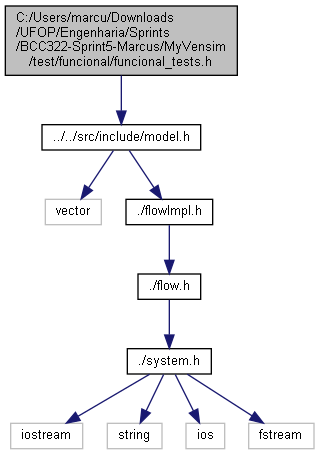 C:/Users/marcu/Downloads
/UFOP/Engenharia/Sprints
/BCC322-Sprint5-Marcus/MyVensim
/test/funcional/funcional_tests.h
../../src/include/model.h
vector
./flowImpl.h
./flow.h
./system.h
iostream
string
ios
fstream